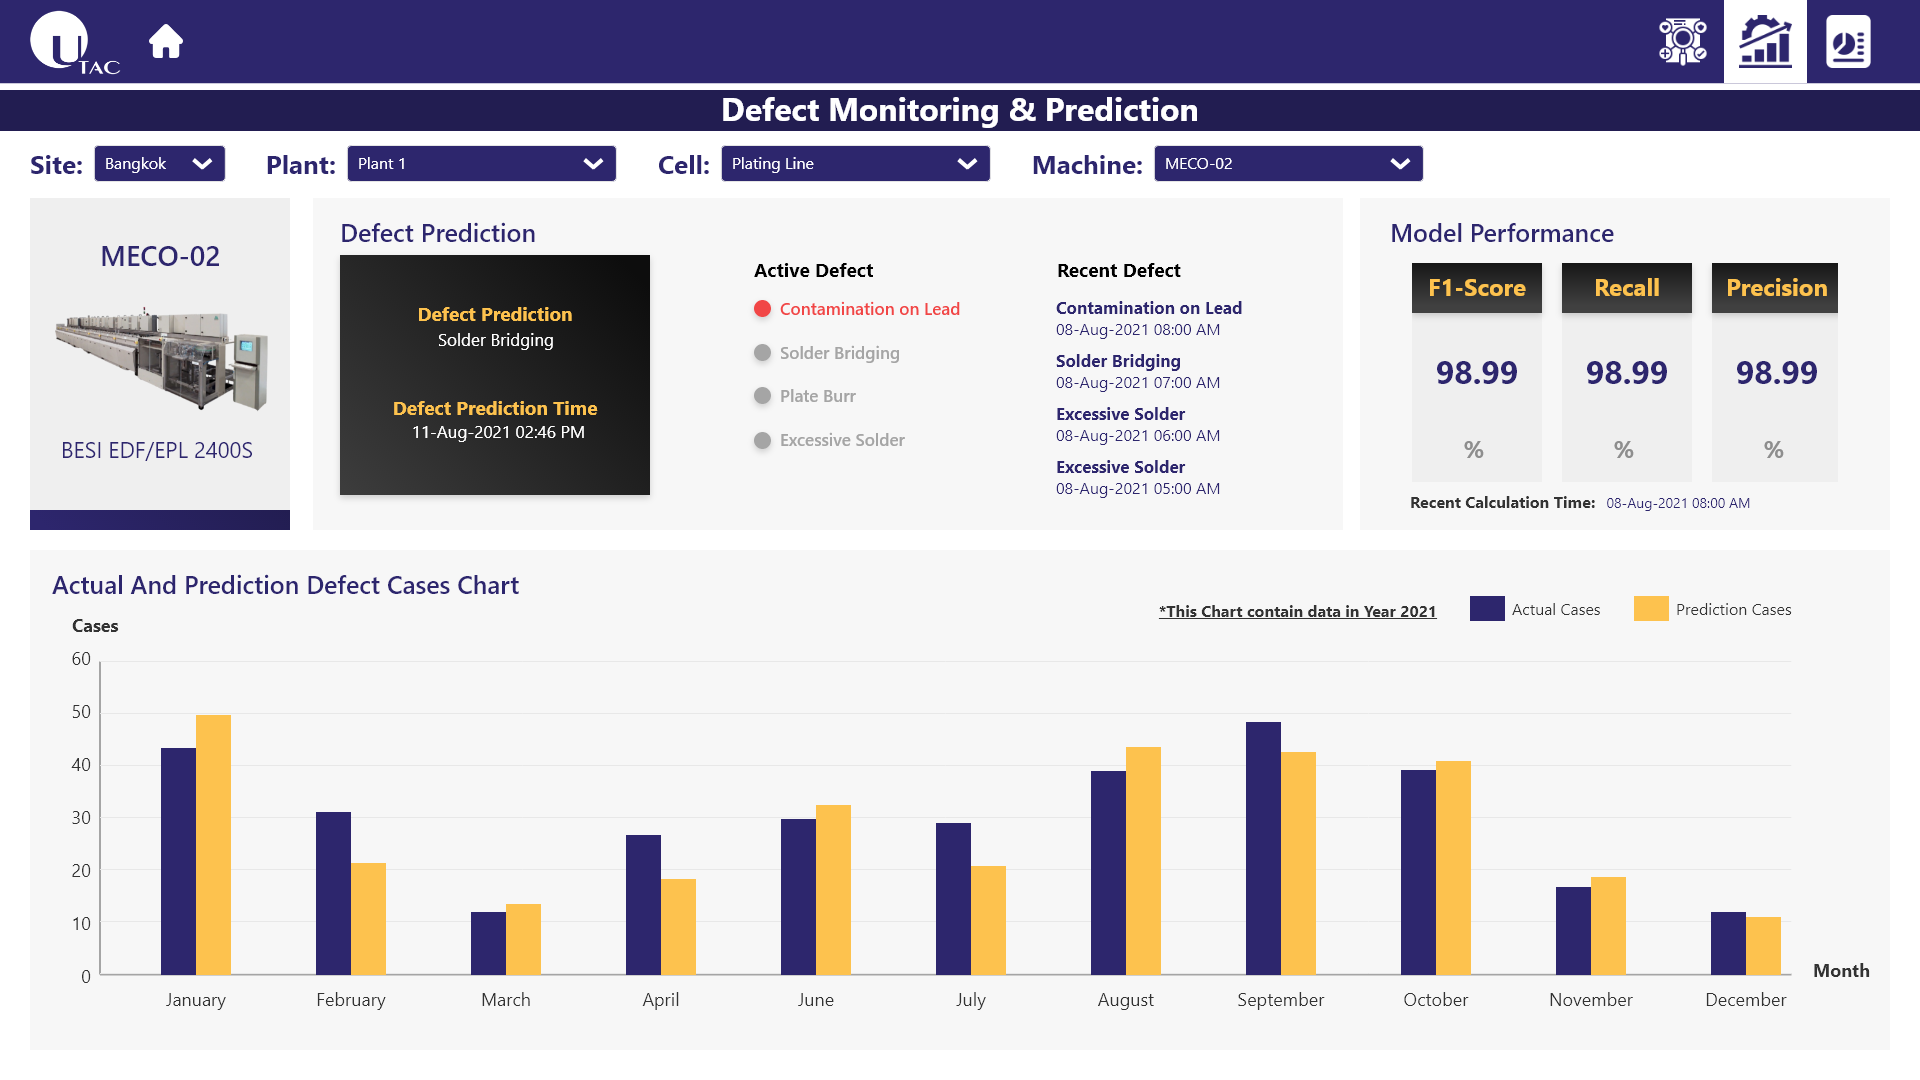 UTAC
Defect Monitoring & Prediction
Site: Bangkok Plant: Plant 1 Cell: Plating Line Machine: MECO-02
MECO-02
BESI EDF/EPL 2400S
Defect Prediction
Defect Prediction
Solder Bridging
Defect Prediction Time
11-Aug-2021 02:46 PM
Active Defect
Contamination on Lead
Solder Bridging
Plate Burr
Excessive Solder
Recent Defect
Contamination on Lead
08-Aug-2021 08:00 AM
Solder Bridging
08-Aug-2021 07:00 AM
Excessive Solder
08-Aug-2021 06:00 AM
Excessive Solder
08-Aug-2021 05:00 AM
Model Performance
F1-Score Recall Precision
98.99 98.99 98.99
% % %
Recent Calculation Time: 08-Aug-2021 08:00 AM
Actual And Prediction Defect Cases Chart
*This Chart contain data in Year 2021 Actual Cases Prediction Cases
Cases
60
50
40
30
20
10
0
Month
January February March April June July August September October November December